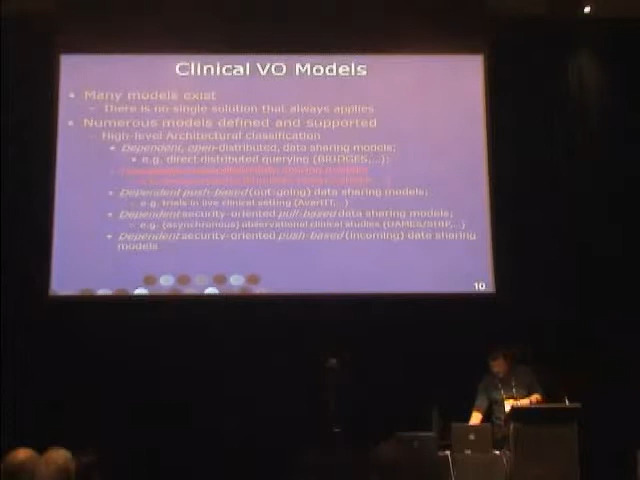 Clinical VO Models
Many models exist
– There is no single solution that always applies
Numerous models defined and supported
– High-level Architectural classification
Dependent, open-distributed, data sharing models;
e.g. direct distributed querying
Dependent push-based (out-going) data sharing models;
e.g. trials in live clinical setting
Dependent security-oriented pull-based data sharing models;
e.g. (asynchronous) observational clinical studies
Dependent security-oriented push-based (incoming) data sharing
models
10